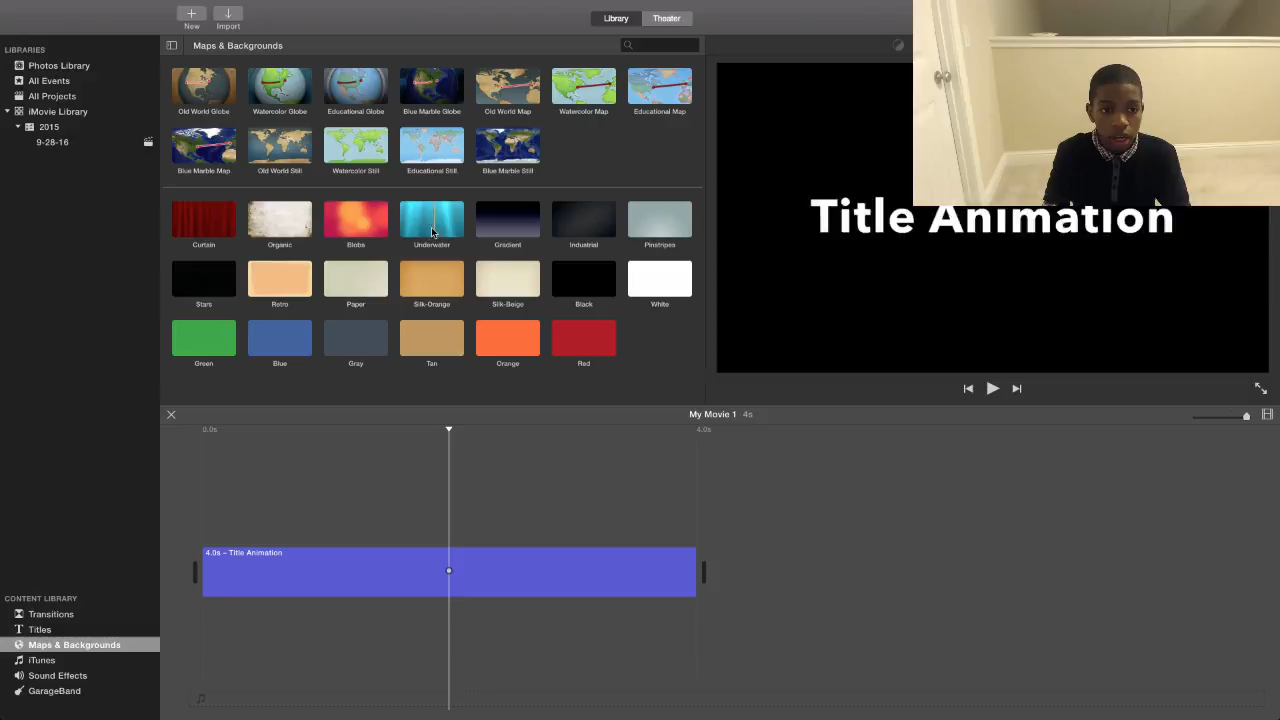 New Import
Library Theater
LIBRARIES
Photos Library
All Events
All Projects
iMovie Library
2015
9-28-16
Maps & Backgrounds
Old World Globe Watercolor Globe Educational Globe Blue Marble Globe Old World Map Watercolor Map Educational Map
Blue Marble Map Old World Still Watercolor Still Educational Still Blue Marble Still
Curtain Organic Blobs Underwater Gradient Industrial Pinstripes
Stars Retro Paper Silk-Orange Silk-Beige Black White
Green Blue Gray Tan Orange Red
Title Animation
My Movie 1 4s
0.0s 4.0s
4.0s – Title Animation
CONTENT LIBRARY
Transitions
T Titles
Maps & Backgrounds
iTunes
Sound Effects
GarageBand